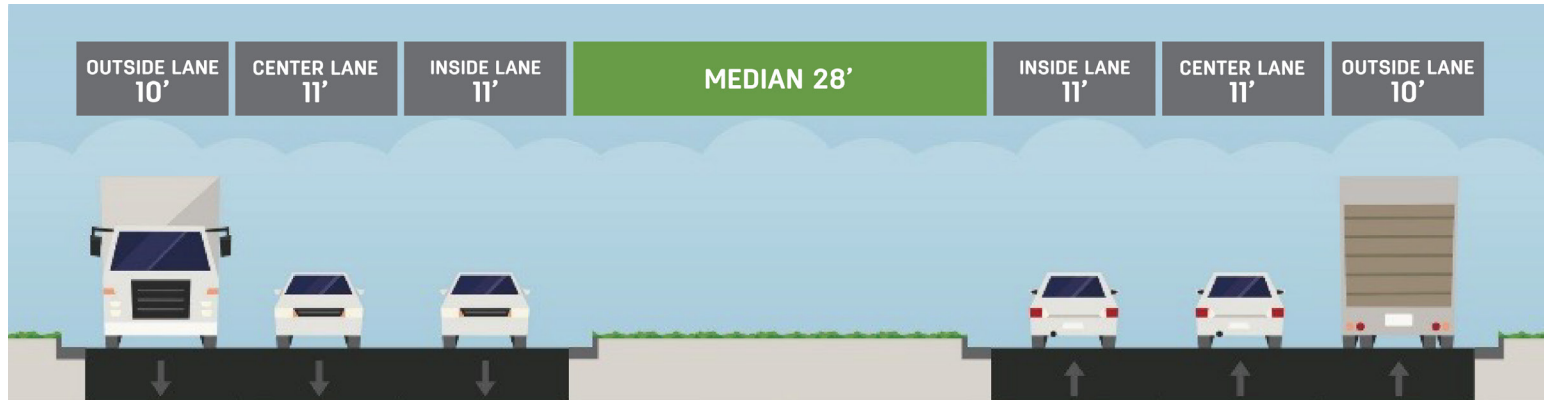 OUTSIDE LANE
10’
CENTER LANE
11’
INSIDE LANE
11’
MEDIAN 28’
INSIDE LANE
11’
CENTER LANE
11’
OUTSIDE LANE
10’